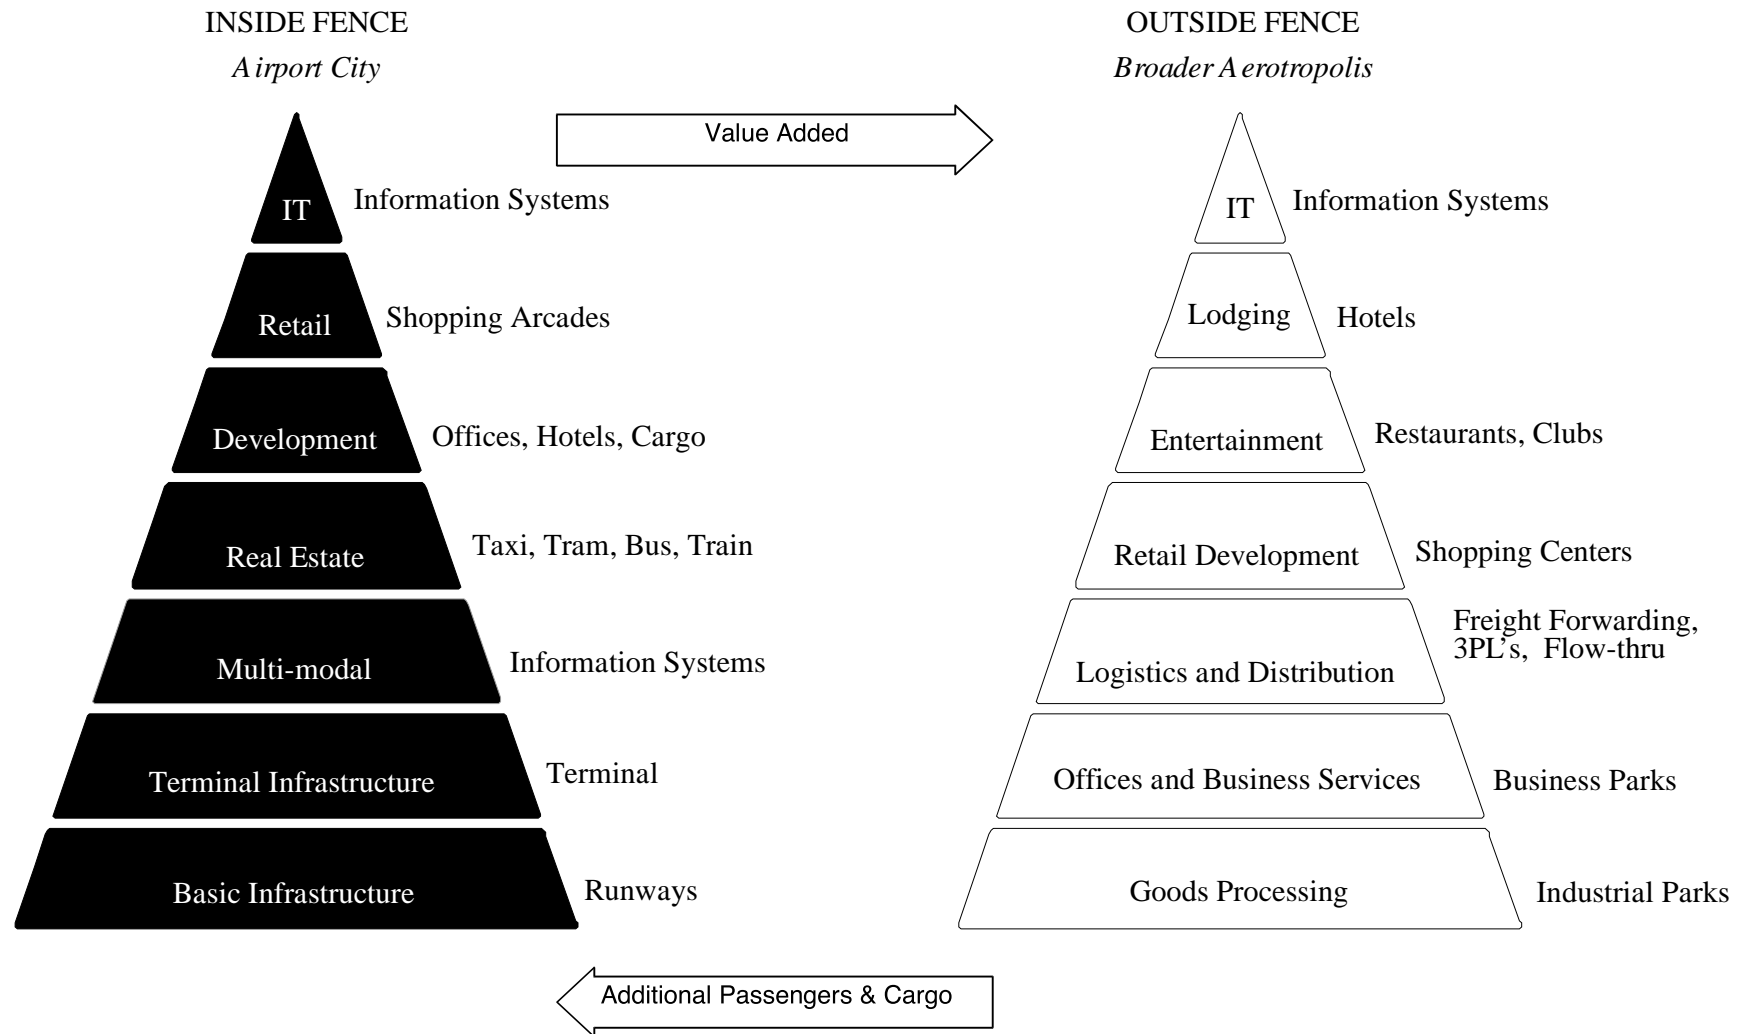 INSIDE FENCE
Airport City
OUTSIDE FENCE
Broader Aerotropolis
Value Added
IT
Information Systems
Retail
Shopping Arcades
Development
Offices, Hotels, Cargo
Real Estate
Taxi, Tram, Bus, Train
Multi-modal
Information Systems
Terminal Infrastructure
Terminal
Basic Infrastructure
Runways
IT
Information Systems
Lodging
Hotels
Entertainment
Restaurants, Clubs
Retail Development
Shopping Centers
Logistics and Distribution
Freight Forwarding,
3PL's, Flow-thru
Offices and Business Services
Business Parks
Goods Processing
Industrial Parks
Additional Passengers & Cargo